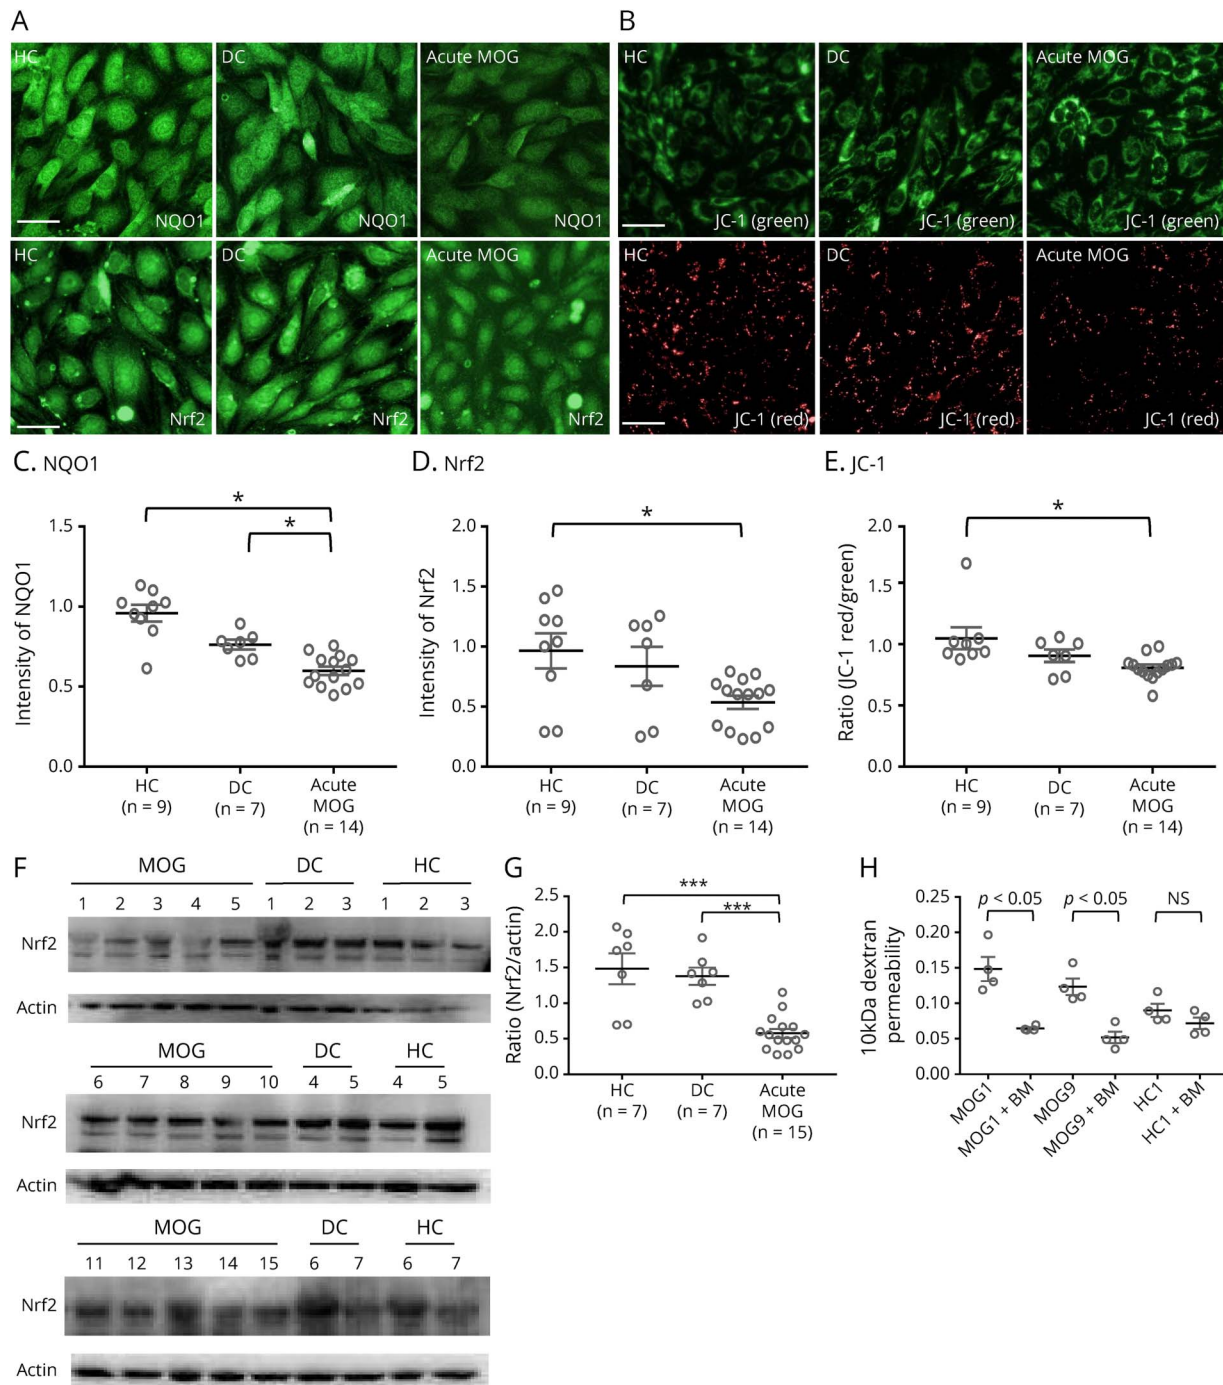 A
HC
DC
Acute MOG
NQO1
NQO1
NQO1
HC
DC
Acute MOG
Nrf2
Nrf2
Nrf2
B
HC
DC
Acute MOG
JC-1 (green)
JC-1 (green)
JC-1 (green)
HC
DC
Acute MOG
JC-1 (red)
JC-1 (red)
JC-1 (red)
C. NQO1
*
*
1.5
1.0
0.5
0.0
Intensity of NQO1
HC
(n = 9)
DC
(n = 7)
Acute
MOG
(n = 14)
D. Nrf2
*
2.0
1.5
1.0
0.5
0.0
Intensity of Nrf2
HC
(n = 9)
DC
(n = 7)
Acute
MOG
(n = 14)
E. JC-1
*
2.0
1.5
1.0
0.5
0.0
Ratio (JC-1 red/green)
HC
(n = 9)
DC
(n = 7)
Acute
MOG
(n = 14)
F
MOG DC HC
1 2 3 4 5 1 2 3 1 2 3
Nrf2
Actin
MOG DC HC
6 7 8 9 10 4 5 4 5
Nrf2
Actin
MOG DC HC
11 12 13 14 15 6 7 6 7
Nrf2
Actin
G
***
***
2.5
2.0
1.5
1.0
0.5
0.0
Ratio (Nrf2/actin)
HC
(n = 7)
DC
(n = 7)
Acute
MOG
(n = 15)
H
p < 0.05
p < 0.05
NS
0.25
0.20
0.15
0.10
0.05
0.00
10kDa dextran
permeability
MOG1
MOG1 + BM
MOG9
MOG9 + BM
HC1
HC1 + BM